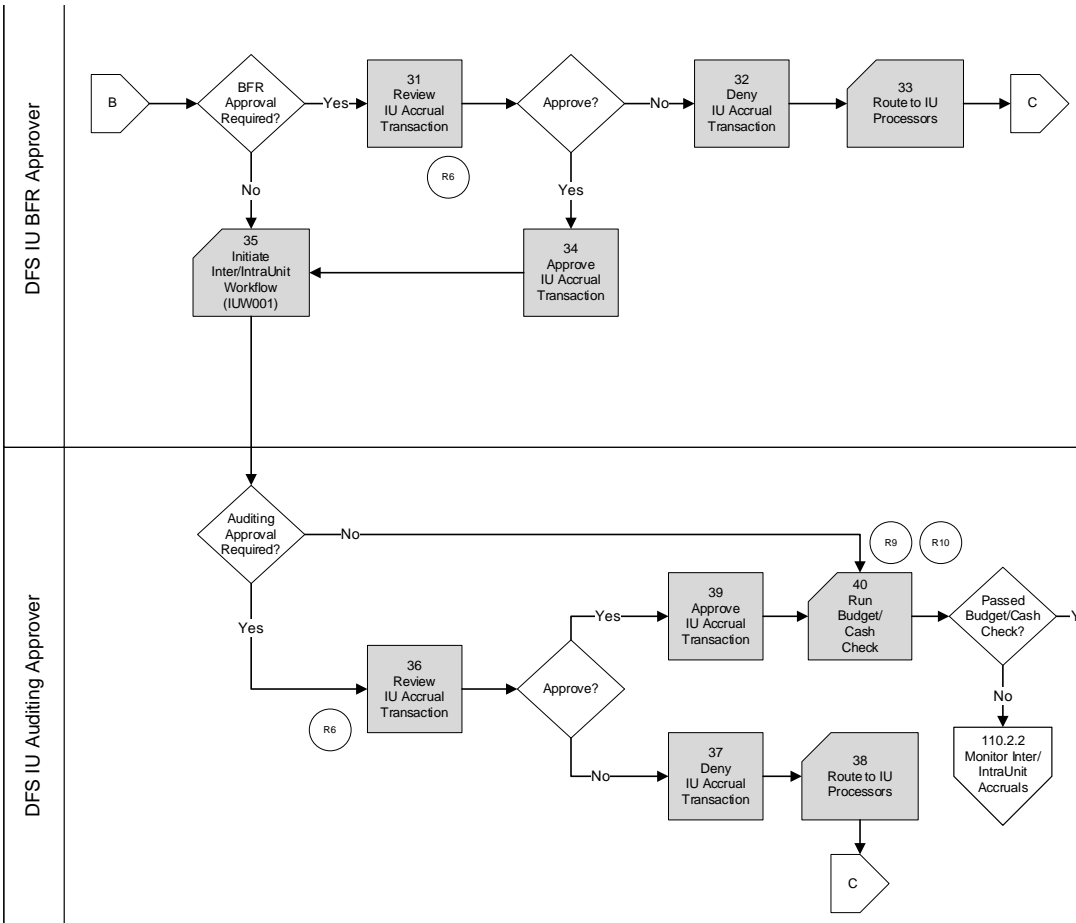 DFS IU BFR Approver
B
BFR
Approval
Required?
Yes
31
Review
IU Accrual
Transaction
R6
Approve?
No
32
Deny
IU Accrual
Transaction
33
Route to IU
Processors
C
No
Yes
35
Initiate
Inter/IntraUnit
Workflow
(IUW001)
34
Approve
IU Accrual
Transaction
DFS IU Auditing Approver
Auditing
Approval
Required?
No
R9
R10
Yes
36
Review
IU Accrual
Transaction
R6
Approve?
Yes
39
Approve
IU Accrual
Transaction
40
Run
Budget/
Cash
Check
Passed
Budget/Cash
Check?
Y
No
110.2.2
Monitor Inter/
IntraUnit
Accruals
No
37
Deny
IU Accrual
Transaction
38
Route to IU
Processors
C